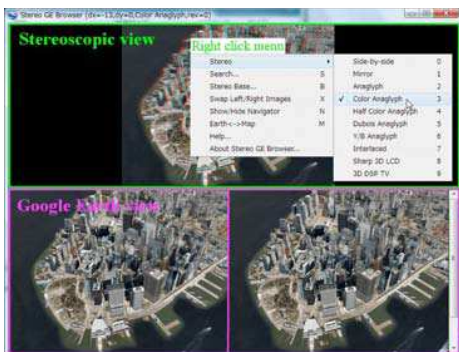 Stereo GE Browser [dx=-13,dy=0,Color Anaglyph,rev=0]
Stereoscopic view
Right click menu
Stereo
Search... S
Stereo Base... B
Swap Left/Right Images X
Show/Hide Navigator N
Earth<->Map M
Help...
About Stereo GE Browser...
Side-by-side 0
Mirror 1
Anaglyph 2
✓ Color Anaglyph 3
Half Color Anaglyph 4
Dubois Anaglyph 5
Y/B Anaglyph 6
Interlaced 7
Sharp 3D LCD 8
3D DSP TV 9
Google Earth view